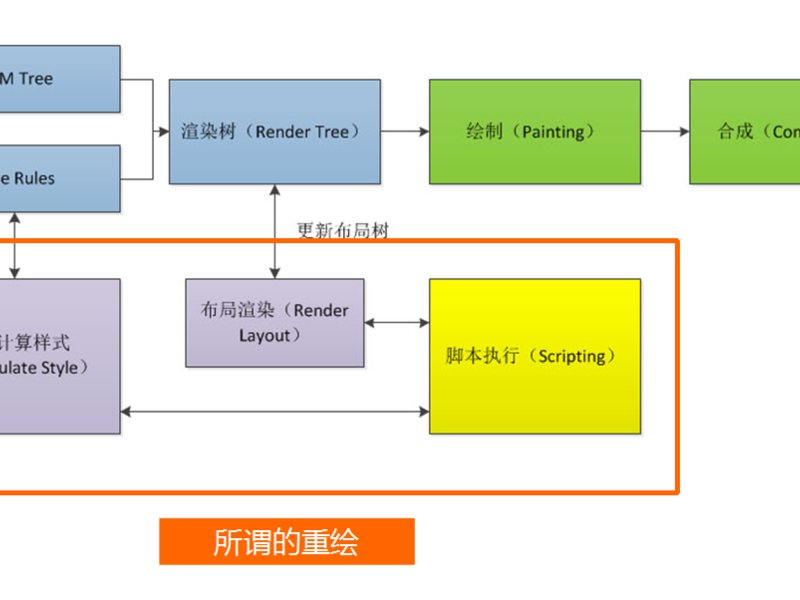 M Tree
渲染树（Render Tree）
绘制（Painting）
合成（Com
e Rules
更新布局树
布局渲染（Render
Layout）
计算样式
ulate Style）
脚本执行（Scripting）
所谓的重绘